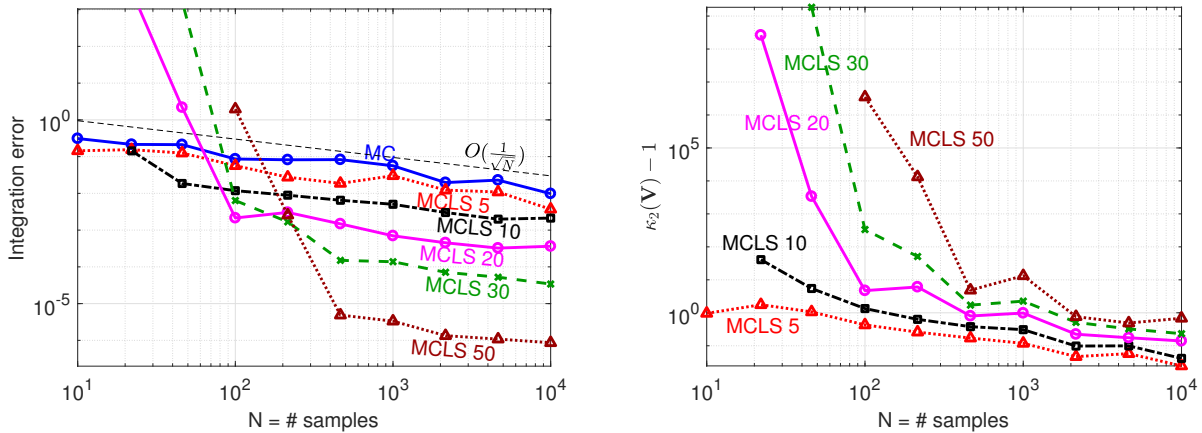 Integration error
10^0
10^-5
10^1
10^2
10^3
10^4
N = # samples
MC
O(1/√N)
MCLS 5
MCLS 10
MCLS 20
MCLS 30
MCLS 50
κ_2(V) − 1
10^5
10^0
10^1
10^2
10^3
10^4
N = # samples
MCLS 30
MCLS 20
MCLS 50
MCLS 10
MCLS 5